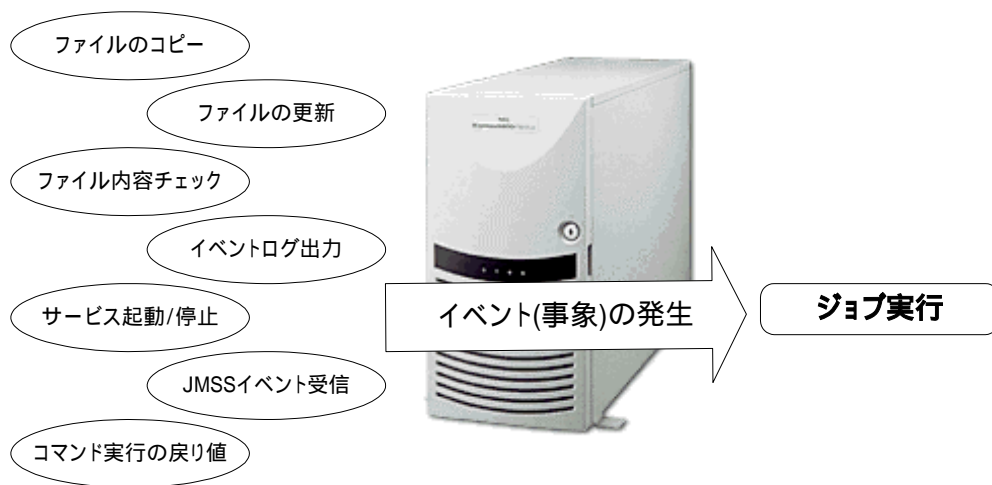 ファイルのコピー
ファイルの更新
ファイル内容チェック
イベントログ出力
サービス起動/停止
JMSSイベント受信
コマンド実行の戻り値
イベント(事象)の発生
ジョブ実行